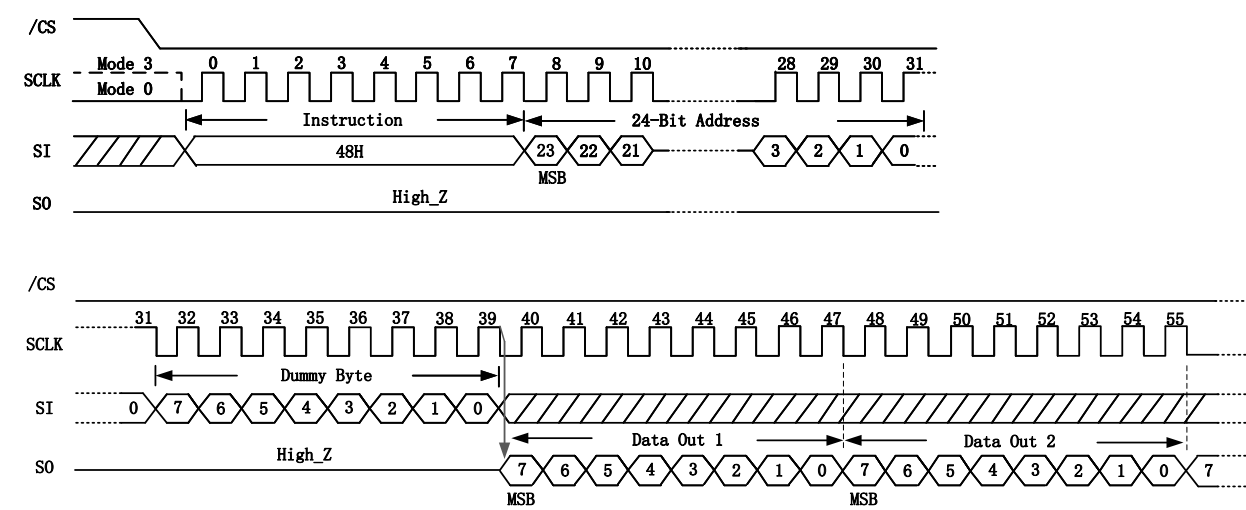 /CS
Mode 3
0 1 2 3 4 5 6 7 8 9 10 28 29 30 31
SCLK
Mode 0
Instruction 24-Bit Address
SI 48H 23 22 21 3 2 1 0
MSB
High_Z
SO
/CS
31 32 33 34 35 36 37 38 39 40 41 42 43 44 45 46 47 48 49 50 51 52 53 54 55
SCLK
Dummy Byte
SI 0 7 6 5 4 3 2 1 0
Data Out 1 Data Out 2
High_Z
SO 7 6 5 4 3 2 1 0 7 6 5 4 3 2 1 0 7
MSB MSB